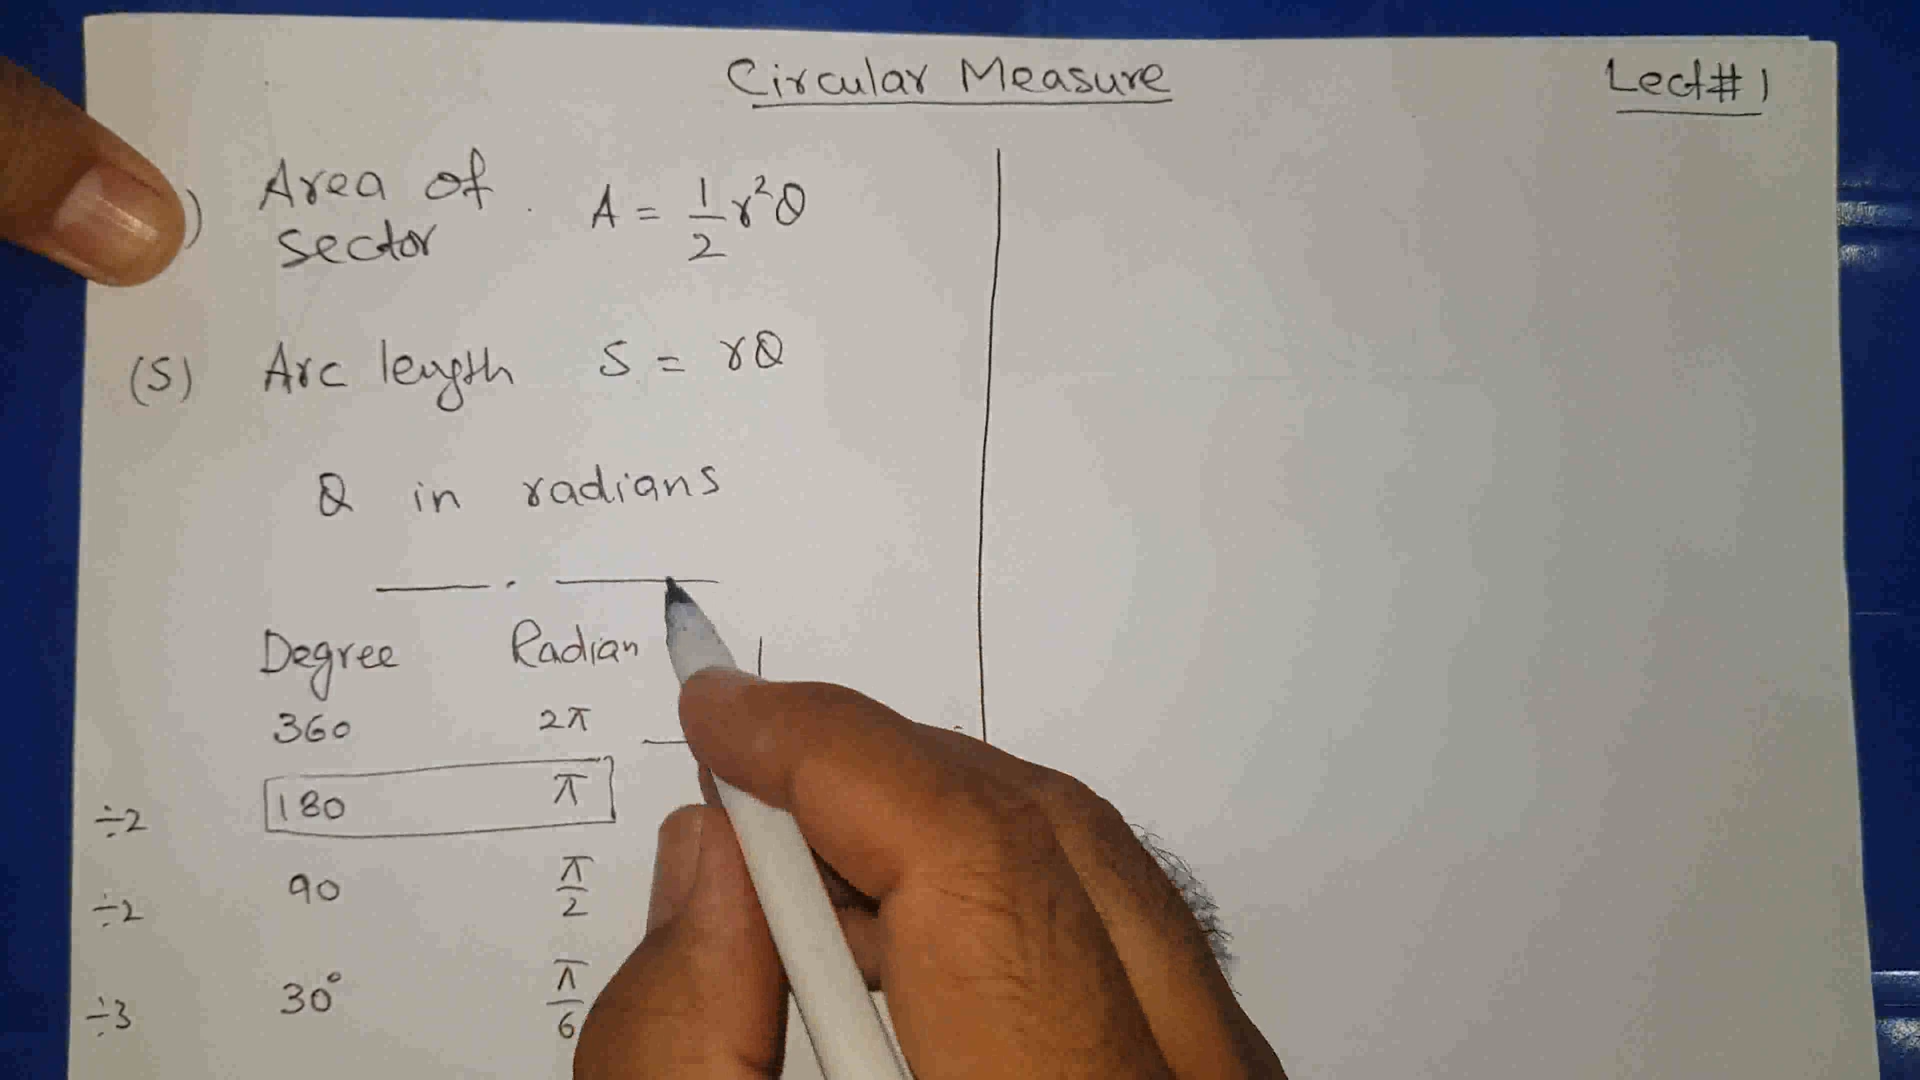 Circular Measure
Lect# 1
) Area of sector A = 1/2 r²θ
(S) Arc length S = rθ
θ in radians
Degree Radian
360 2π
÷2 180 π
÷2 90 π/2
÷3 30° π/6